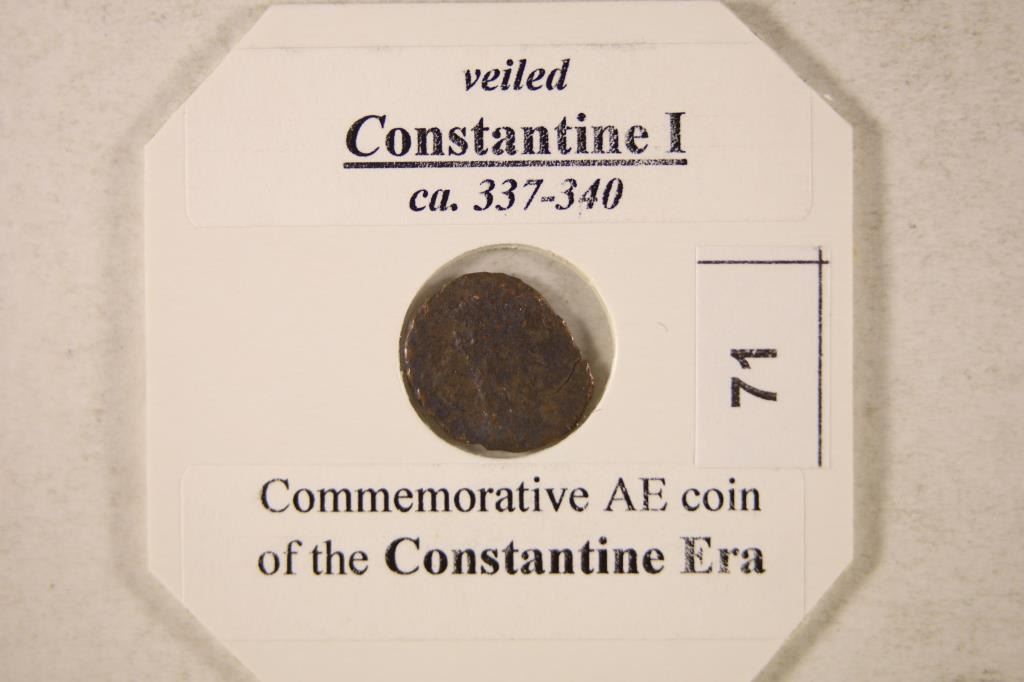 veiled
Constantine I
ca. 337-340
71
Commemorative AE coin
of the Constantine Era